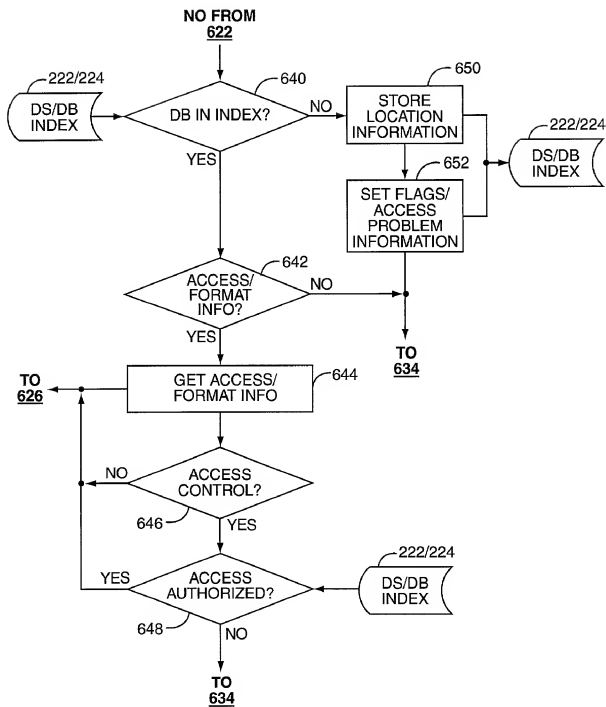 NO FROM
622
222/224
DS/DB
INDEX
640
DB IN INDEX?
NO
YES
650
STORE
LOCATION
INFORMATION
652
SET FLAGS/
ACCESS
PROBLEM
INFORMATION
222/224
DS/DB
INDEX
642
ACCESS/
FORMAT
INFO?
NO
YES
TO
634
TO
626
GET ACCESS/
FORMAT INFO
644
NO
ACCESS
CONTROL?
646
YES
YES
ACCESS
AUTHORIZED?
648
NO
222/224
DS/DB
INDEX
TO
634